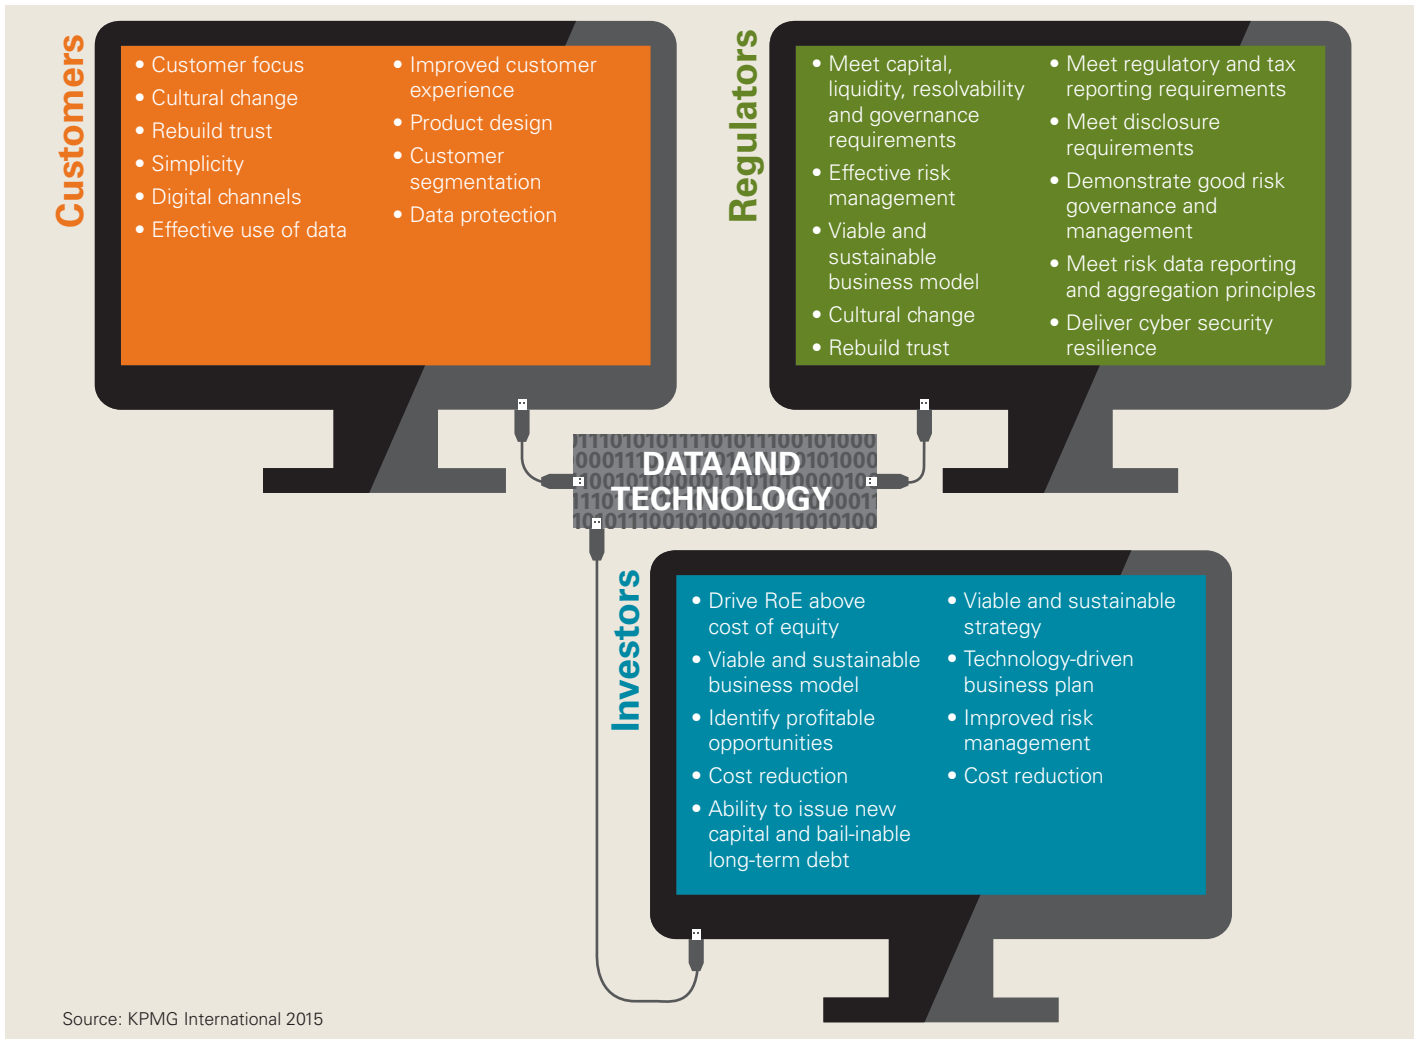 Customers
• Customer focus
• Cultural change
• Rebuild trust
• Simplicity
• Digital channels
• Effective use of data
• Improved customer
experience
• Product design
• Customer
segmentation
• Data protection
Regulators
• Meet capital,
liquidity, resolvability
and governance
requirements
• Effective risk
management
• Viable and
sustainable
business model
• Cultural change
• Rebuild trust
• Meet regulatory and tax
reporting requirements
• Meet disclosure
requirements
• Demonstrate good risk
governance and
management
• Meet risk data reporting
and aggregation principles
• Deliver cyber security
resilience
DATA AND
TECHNOLOGY
Investors
• Drive RoE above
cost of equity
• Viable and sustainable
business model
• Identify profitable
opportunities
• Cost reduction
• Ability to issue new
capital and bail-inable
long-term debt
• Viable and sustainable
strategy
• Technology-driven
business plan
• Improved risk
management
• Cost reduction
Source: KPMG International 2015